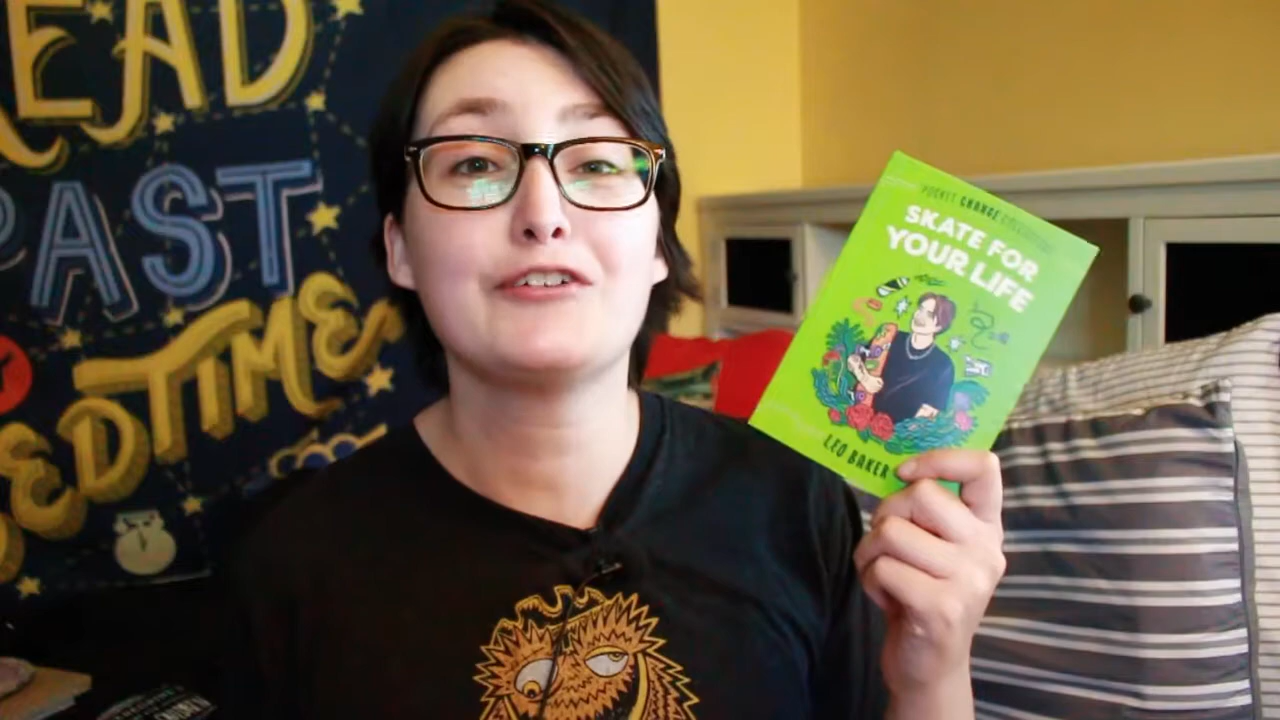 READ
PAST
BEDTIME
POCKET CHANGE COLLECTIVE
SKATE FOR
YOUR LIFE
LEO BAKER